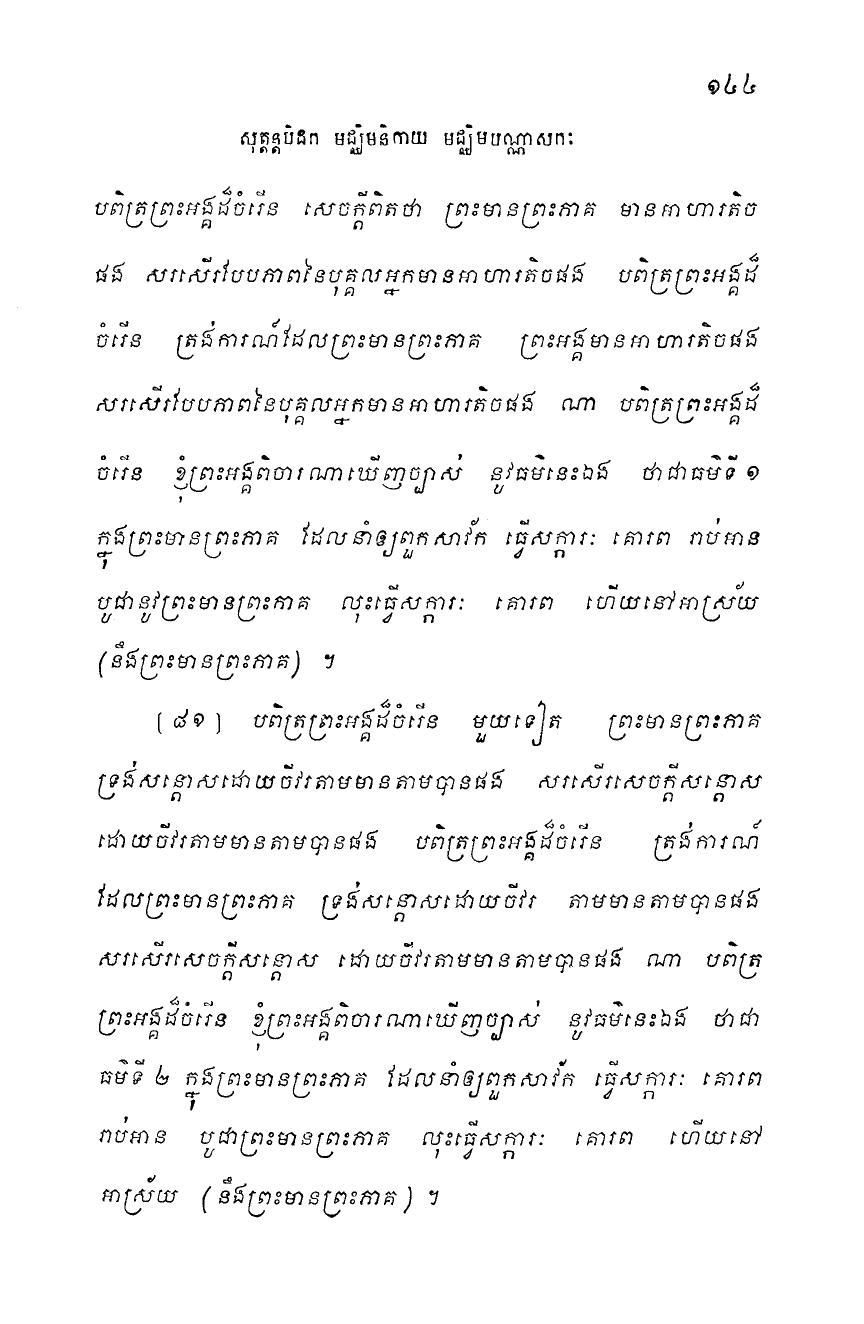 ១៤៤
សុត្តន្តបិដក មជ្ឈិមនិកាយ មជ្ឈិមបណ្ណាសកៈ
បពិត្រព្រះអង្គដ៏ចំរើន សេចក្តីពិតថា ព្រះមានព្រះភាគ មានអាហារតិច
ផង សរសើរបែបភាពនៃបុគ្គលអ្នកមានអាហារតិចផង បពិត្រព្រះអង្គដ៏
ចំរើន ត្រង់ការណ៍ដែលព្រះមានព្រះភាគ ព្រះអង្គមានអាហារតិចផង
សរសើរបែបភាពនៃបុគ្គលអ្នកមានអាហារតិចផង ណា បពិត្រព្រះអង្គដ៏
ចំរើន ខ្ញុំព្រះអង្គពិចារណាឃើញច្បាស់ នូវធម៌នេះឯង ថាជាធម៌ទី ១
ក្នុងព្រះមានព្រះភាគ ដែលនាំឲ្យពួកសាវ័ក ធ្វើសក្ការៈ គោរព រាប់អាន
បូជានូវព្រះមានព្រះភាគ លុះធ្វើសក្ការៈ គោរព ហើយនៅអាស្រ័យ
(នឹងព្រះមានព្រះភាគ) ។
[៨១] បពិត្រព្រះអង្គដ៏ចំរើន មួយទៀត ព្រះមានព្រះភាគ
ទ្រង់សន្តោសដោយចីវរតាមមានតាមបានផង សរសើរសេចក្តីសន្តោស
ដោយចីវរតាមមានតាមបានផង បពិត្រព្រះអង្គដ៏ចំរើន ត្រង់ការណ៍
ដែលព្រះមានព្រះភាគ ទ្រង់សន្តោសដោយចីវរ តាមមានតាមបានផង
សរសើរសេចក្តីសន្តោស ដោយចីវរតាមមានតាមបានផង ណា បពិត្រ
ព្រះអង្គដ៏ចំរើន ខ្ញុំព្រះអង្គពិចារណាឃើញច្បាស់ នូវធម៌នេះឯង ថាជា
ធម៌ទី ២ ក្នុងព្រះមានព្រះភាគ ដែលនាំឲ្យពួកសាវ័ក ធ្វើសក្ការៈ គោរព
រាប់អាន បូជាព្រះមានព្រះភាគ លុះធ្វើសក្ការៈ គោរព ហើយនៅ
អាស្រ័យ (នឹងព្រះមានព្រះភាគ) ។